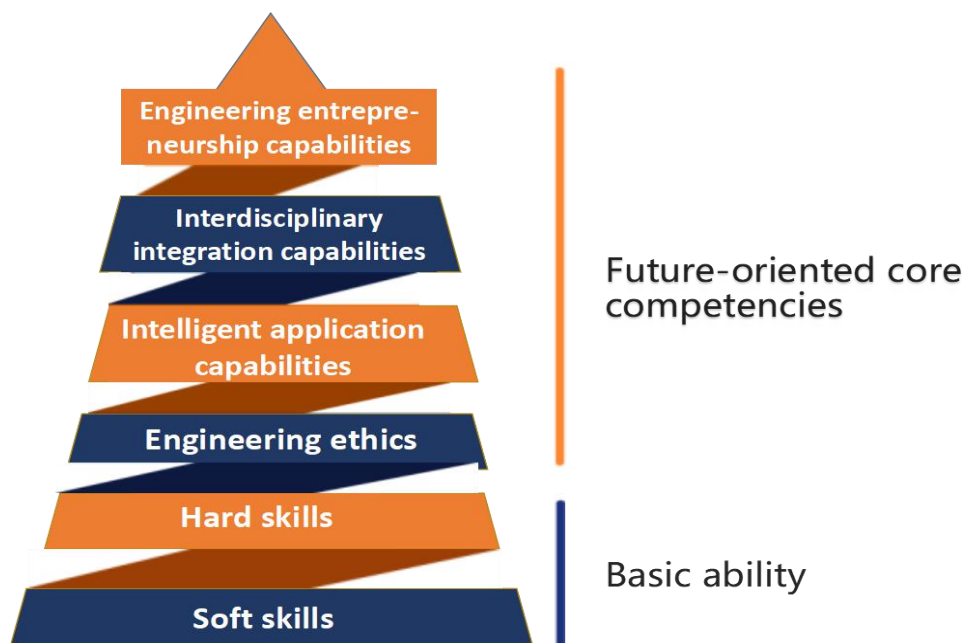 Engineering entrepre-
neurship capabilities
Interdisciplinary
integration capabilities
Intelligent application
capabilities
Engineering ethics
Hard skills
Soft skills
Future-oriented core
competencies
Basic ability